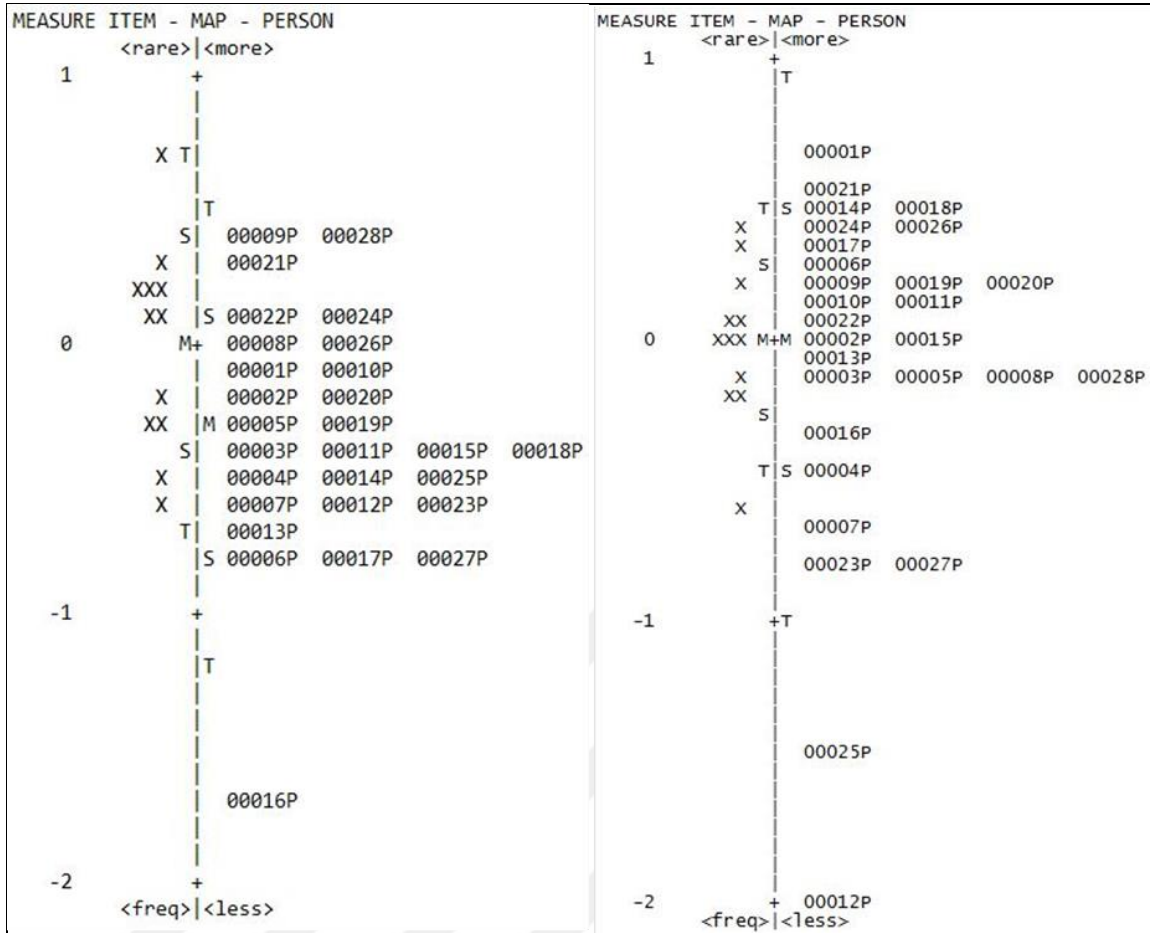 MEASURE ITEM - MAP - PERSON
<rare>|<more>
1 +
|
|
X T|
|
|T
S| 00009P 00028P
X | 00021P
XXX |
XX |S 00022P 00024P
0 M+ 00008P 00026P
| 00001P 00010P
X | 00002P 00020P
XX |M 00005P 00019P
S| 00003P 00011P 00015P 00018P
X | 00004P 00014P 00025P
X | 00007P 00012P 00023P
T| 00013P
|S 00006P 00017P 00027P
|
-1 +
|
|T
|
|
|
|
| 00016P
|
|
-2 +
<freq>|<less>
MEASURE ITEM - MAP - PERSON
<rare>|<more>
1 +
|T
|
|
|
| 00001P
|
| 00021P
T|S 00014P 00018P
X | 00024P 00026P
X | 00017P
S| 00006P
X | 00009P 00019P 00020P
| 00010P 00011P
XX | 00022P
0 XXX M+M 00002P 00015P
| 00013P
X | 00003P 00005P 00008P 00028P
XX |
S|
| 00016P
|
T|S 00004P
|
X |
| 00007P
|
| 00023P 00027P
|
|
-1 +T
|
|
|
|
|
|
| 00025P
|
|
|
|
|
|
|
-2 + 00012P
<freq>|<less>